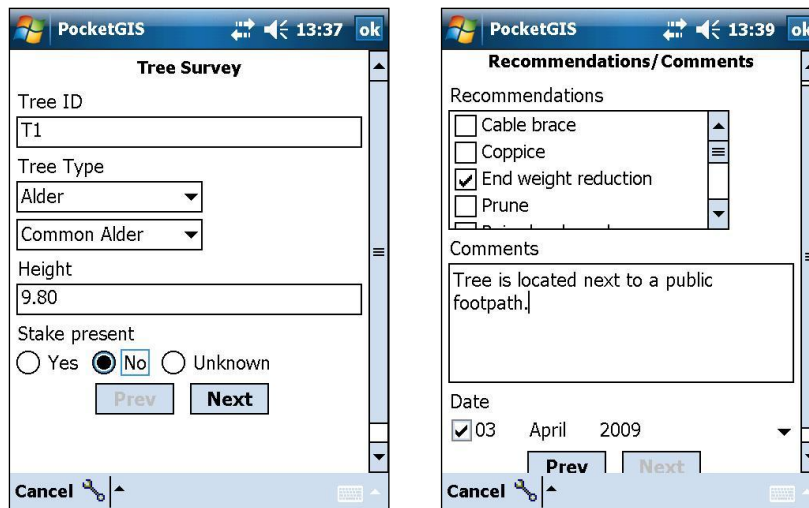 PocketGIS 13:37 ok
Tree Survey
Tree ID
T1
Tree Type
Alder
Common Alder
Height
9.80
Stake present
Yes No Unknown
Prev Next
Cancel
PocketGIS 13:39 ok
Recommendations/Comments
Recommendations
Cable brace
Coppice
End weight reduction
Prune
Comments
Tree is located next to a public
footpath.
Date
03 April 2009
Prev Next
Cancel